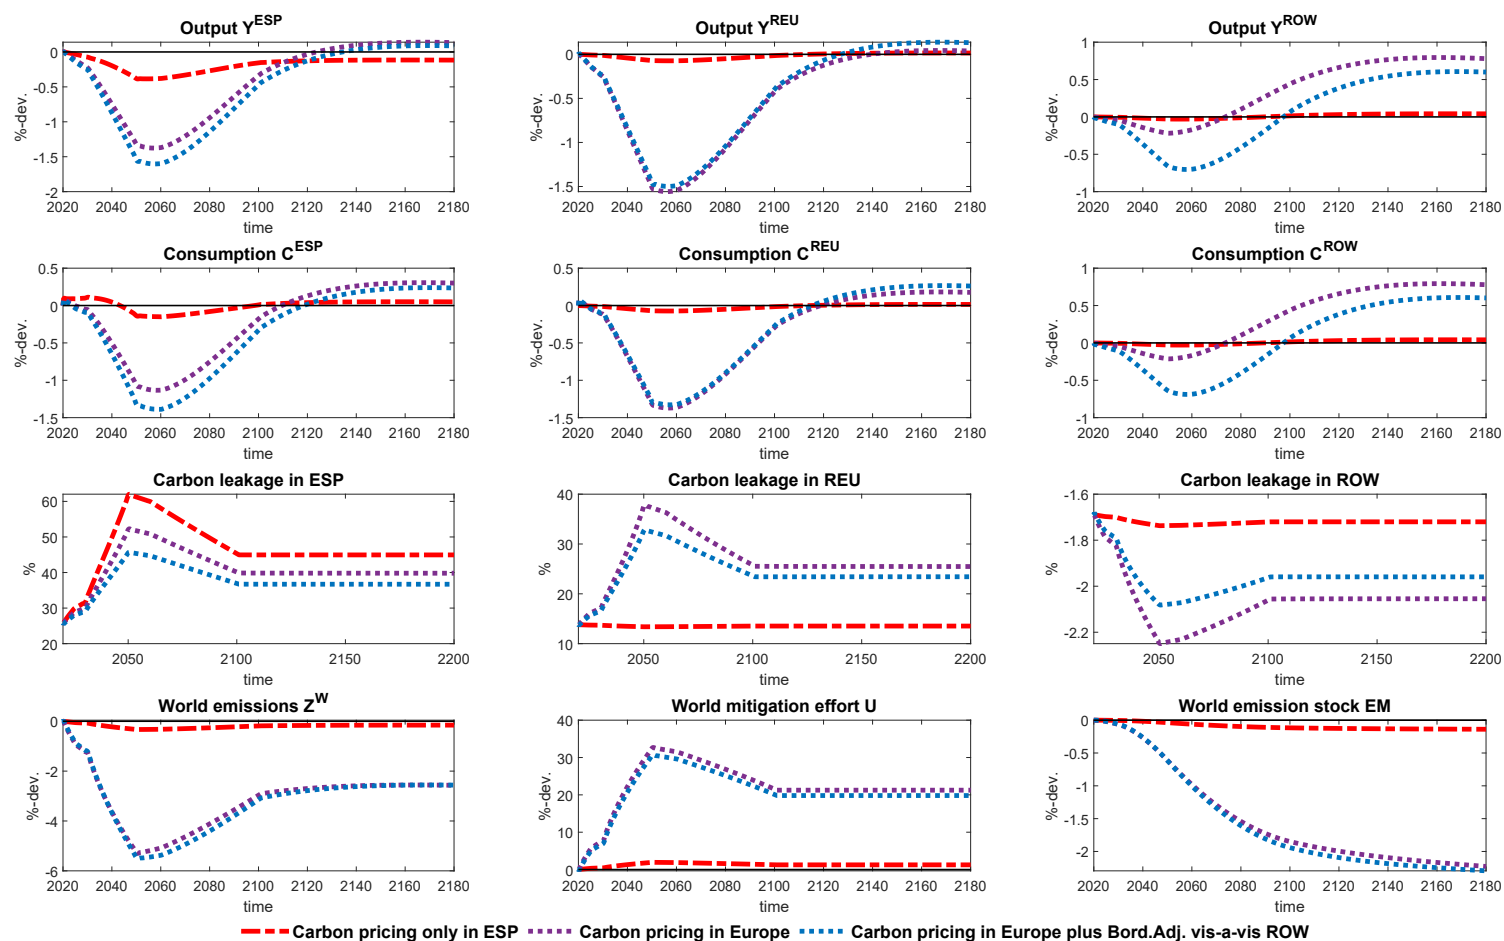 Output Y^ESP
Output Y^REU
Output Y^ROW
%-dev.
0
-0.5
-1
-1.5
-2
2020 2040 2060 2080 2100 2120 2140 2160 2180
time
%-dev.
0
-0.5
-1
-1.5
2020 2040 2060 2080 2100 2120 2140 2160 2180
time
%-dev.
1
0.5
0
-0.5
-1
2020 2040 2060 2080 2100 2120 2140 2160 2180
time
Consumption C^ESP
Consumption C^REU
Consumption C^ROW
%-dev.
0.5
0
-0.5
-1
-1.5
2020 2040 2060 2080 2100 2120 2140 2160 2180
time
%-dev.
0.5
0
-0.5
-1
-1.5
2020 2040 2060 2080 2100 2120 2140 2160 2180
time
%-dev.
1
0.5
0
-0.5
-1
2020 2040 2060 2080 2100 2120 2140 2160 2180
time
Carbon leakage in ESP
Carbon leakage in REU
Carbon leakage in ROW
%
60
50
40
30
20
2050 2100 2150 2200
time
%
40
30
20
10
2050 2100 2150 2200
time
%
-1.6
-1.8
-2
-2.2
2050 2100 2150 2200
time
World emissions Z^W
World mitigation effort U
World emission stock EM
%-dev.
0
-2
-4
-6
2020 2040 2060 2080 2100 2120 2140 2160 2180
time
%-dev.
40
30
20
10
0
2020 2040 2060 2080 2100 2120 2140 2160 2180
time
%-dev.
0
-0.5
-1
-1.5
-2
2020 2040 2060 2080 2100 2120 2140 2160 2180
time
Carbon pricing only in ESP Carbon pricing in Europe Carbon pricing in Europe plus Bord.Adj. vis-a-vis ROW